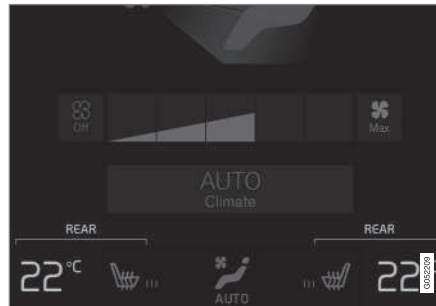 Off
Max
AUTO
Climate
REAR
REAR
22°C
22
AUTO
G052209